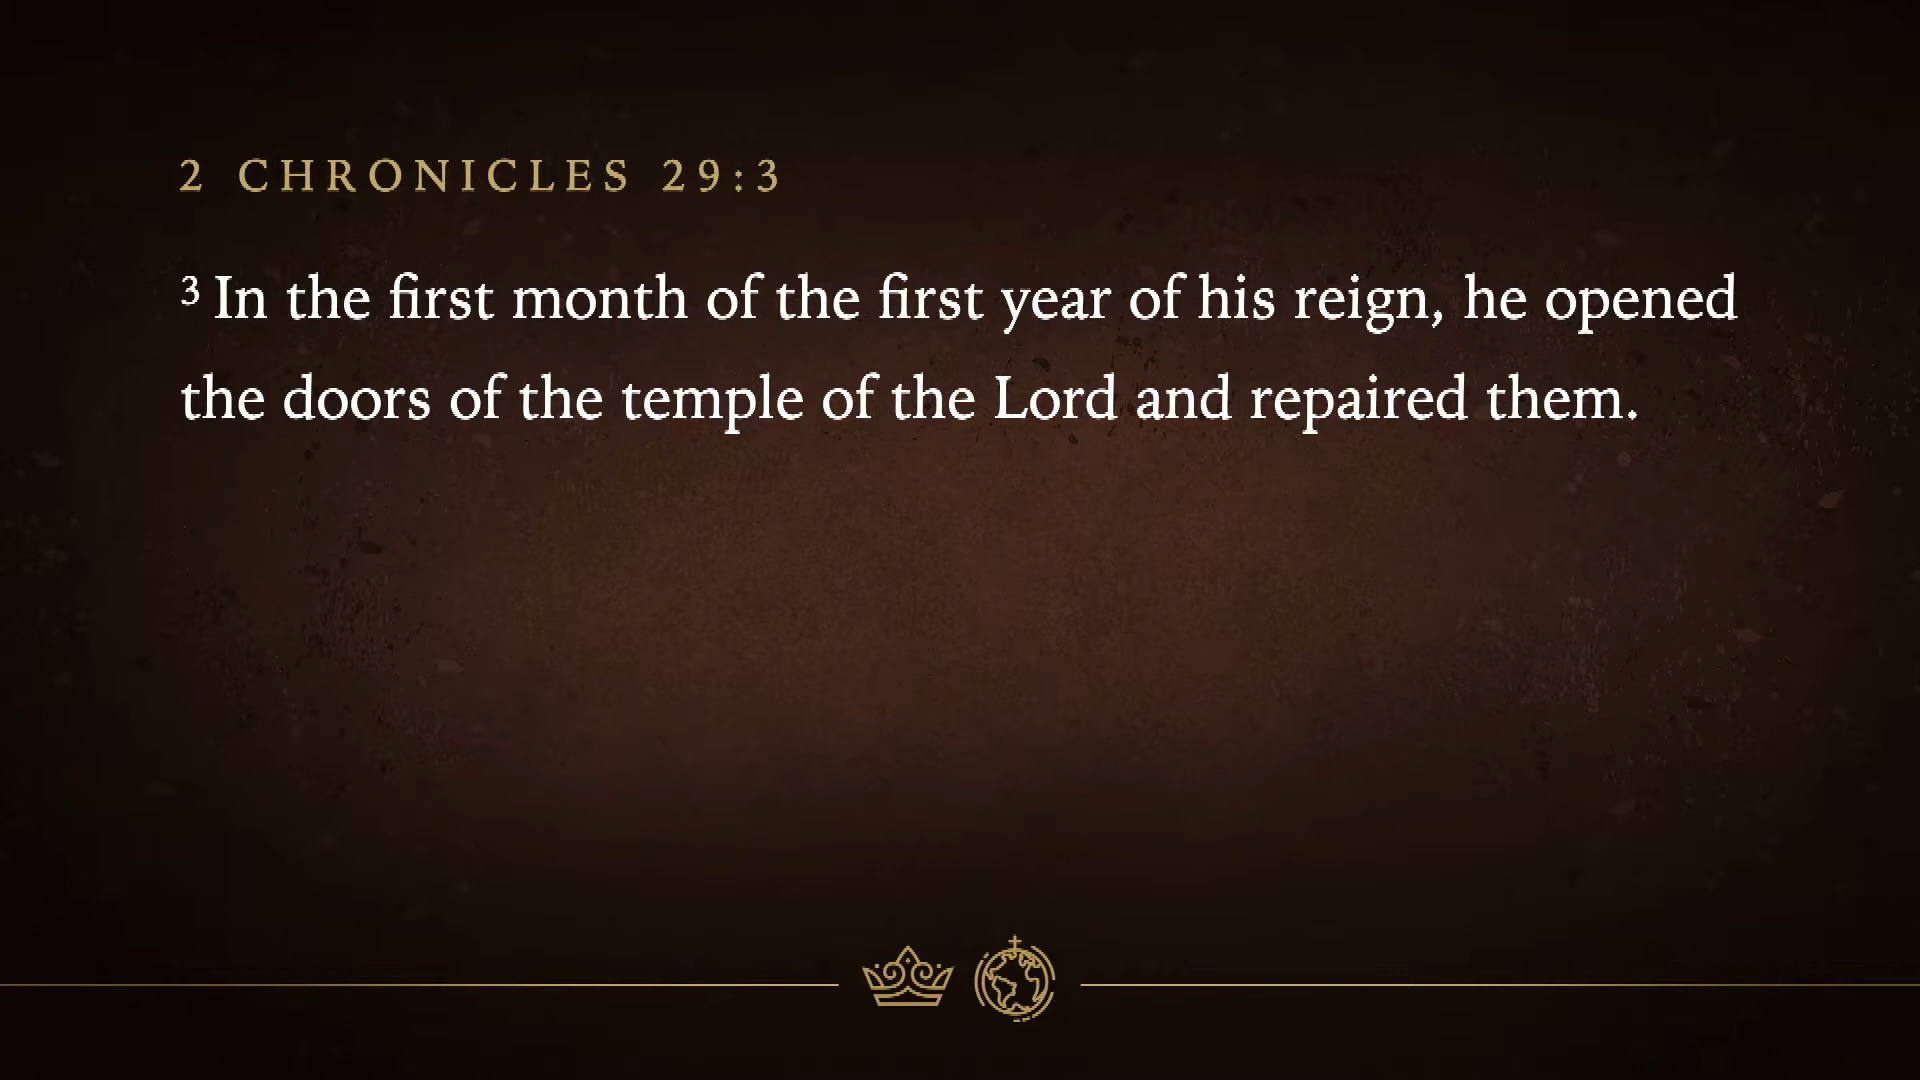 2 CHRONICLES 29:3
3 In the first month of the first year of his reign, he opened
the doors of the temple of the Lord and repaired them.